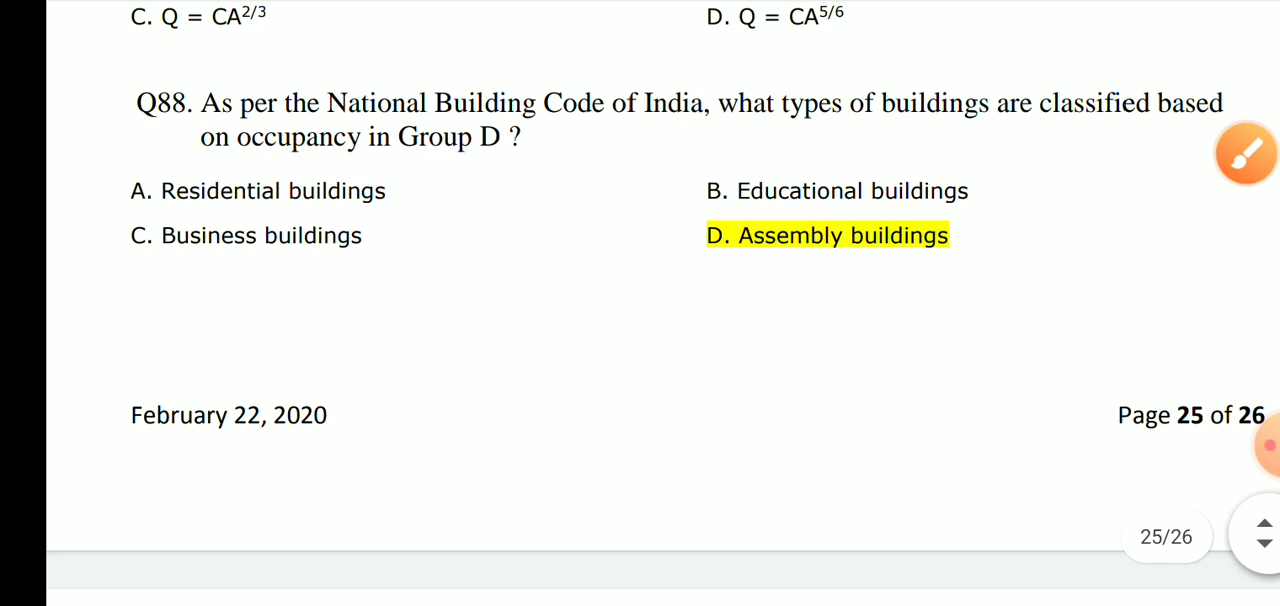 C. Q = CA2/3 D. Q = CA5/6
Q88. As per the National Building Code of India, what types of buildings are classified based
on occupancy in Group D ?
A. Residential buildings B. Educational buildings
C. Business buildings D. Assembly buildings
February 22, 2020 Page 25 of 26
25/26